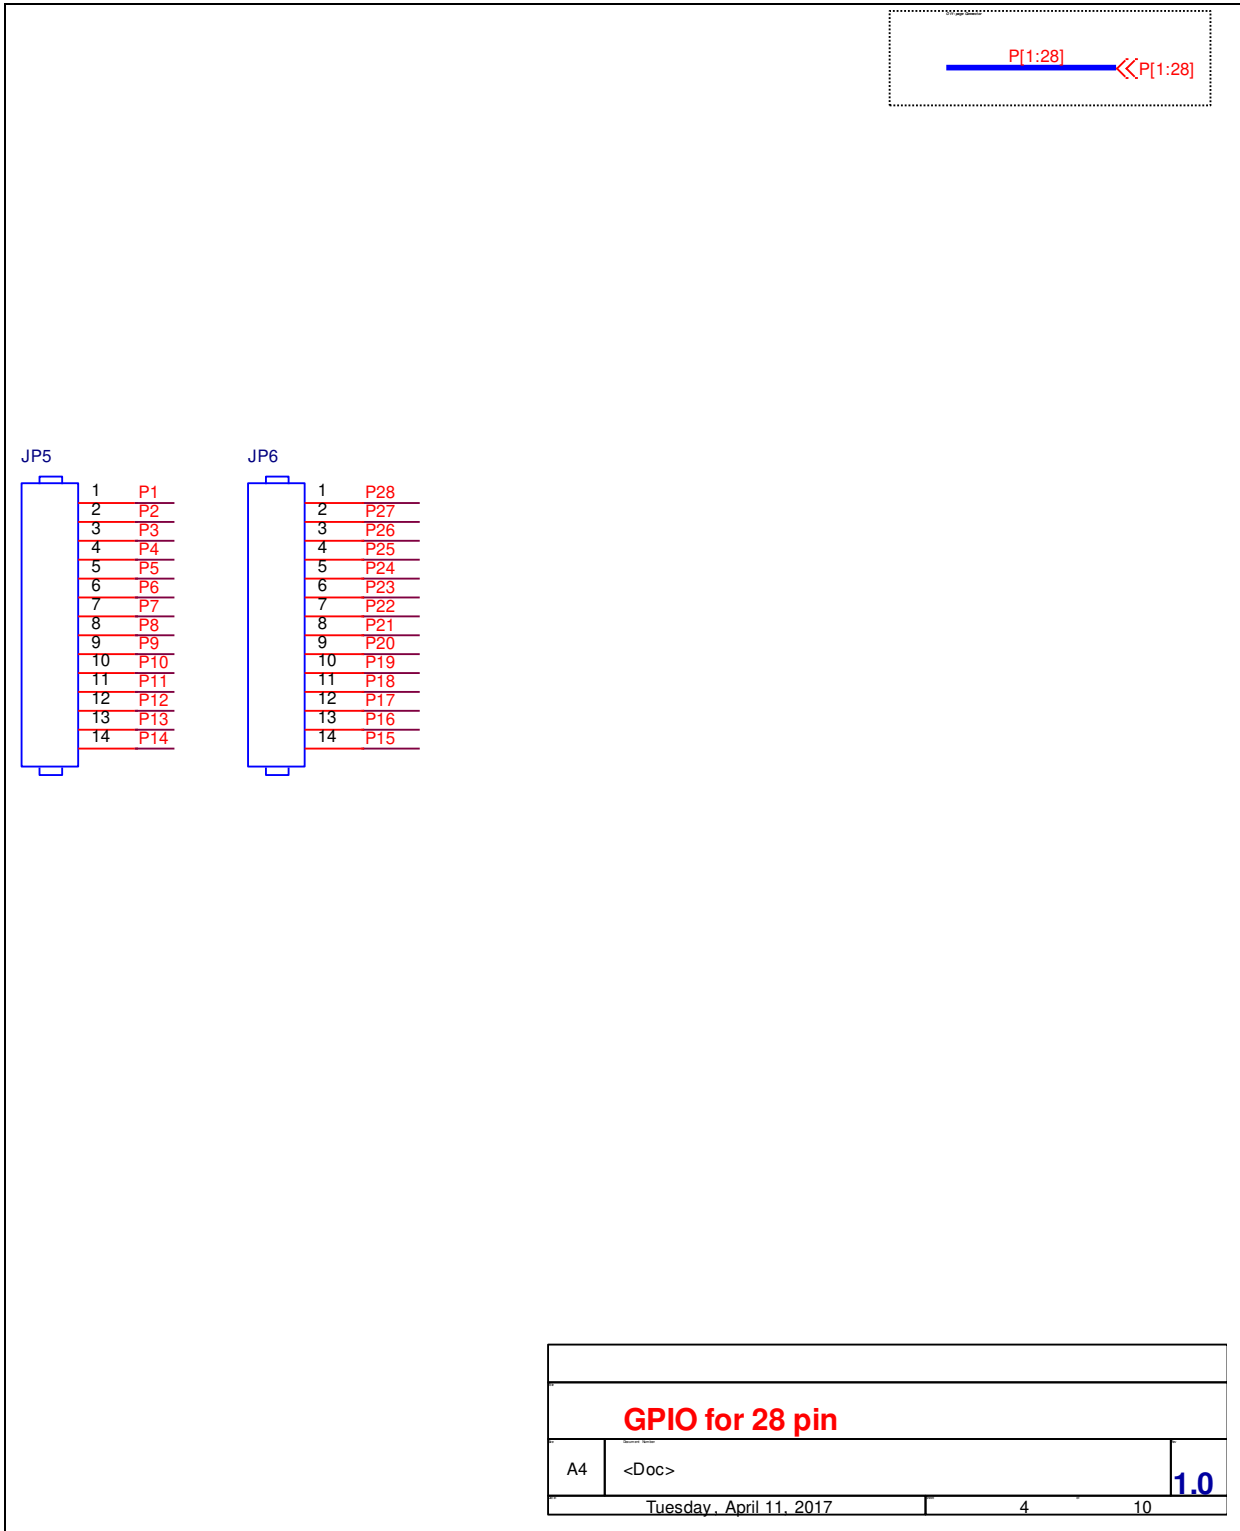 P[1:28]
P[1:28]
JP5
1 P1
2 P2
3 P3
4 P4
5 P5
6 P6
7 P7
8 P8
9 P9
10 P10
11 P11
12 P12
13 P13
14 P14
JP6
1 P28
2 P27
3 P26
4 P25
5 P24
6 P23
7 P22
8 P21
9 P20
10 P19
11 P18
12 P17
13 P16
14 P15
GPIO for 28 pin
Document Number
A4 <Doc> 1.0
Tuesday, April 11, 2017 4 10